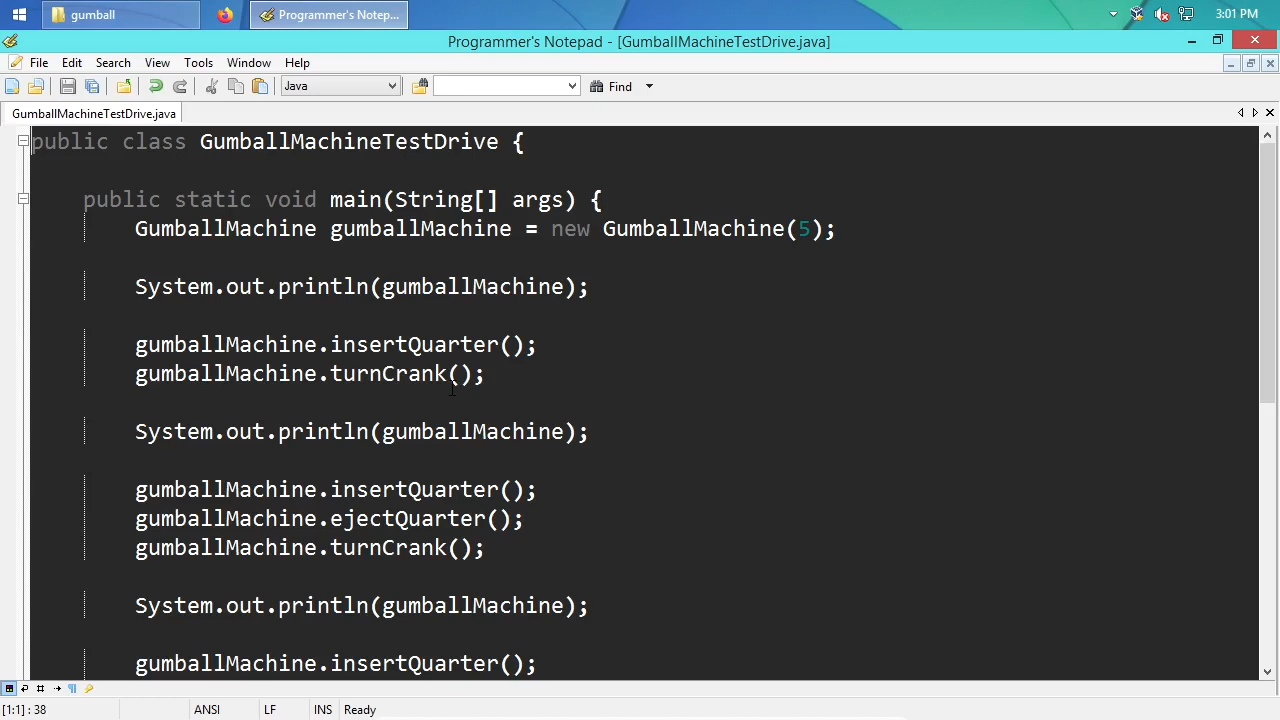 gumball
Programmer's Notep...
3:01 PM
Programmer's Notepad - [GumballMachineTestDrive.java]
File Edit Search View Tools Window Help
Java
Find
GumballMachineTestDrive.java
public class GumballMachineTestDrive {
public static void main(String[] args) {
GumballMachine gumballMachine = new GumballMachine(5);
System.out.println(gumballMachine);
gumballMachine.insertQuarter();
gumballMachine.turnCrank();
System.out.println(gumballMachine);
gumballMachine.insertQuarter();
gumballMachine.ejectQuarter();
gumballMachine.turnCrank();
System.out.println(gumballMachine);
gumballMachine.insertQuarter();
[1:1] : 38 ANSI LF INS Ready